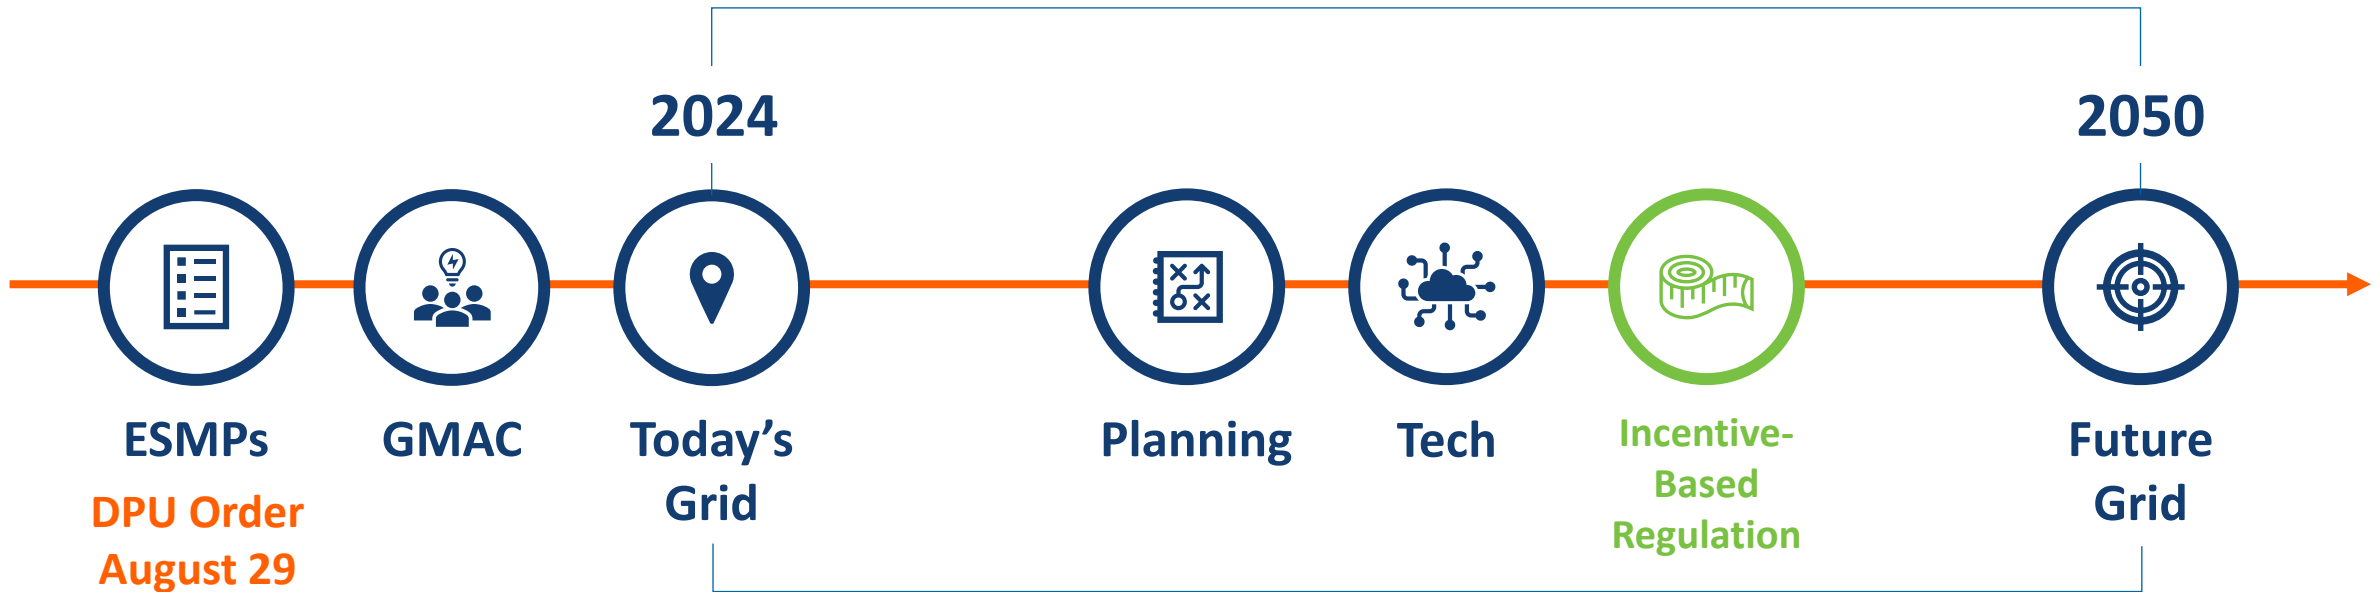 2024
2050
ESMPs
DPU Order
August 29
GMAC
Today's
Grid
Planning
Tech
Incentive-
Based
Regulation
Future
Grid